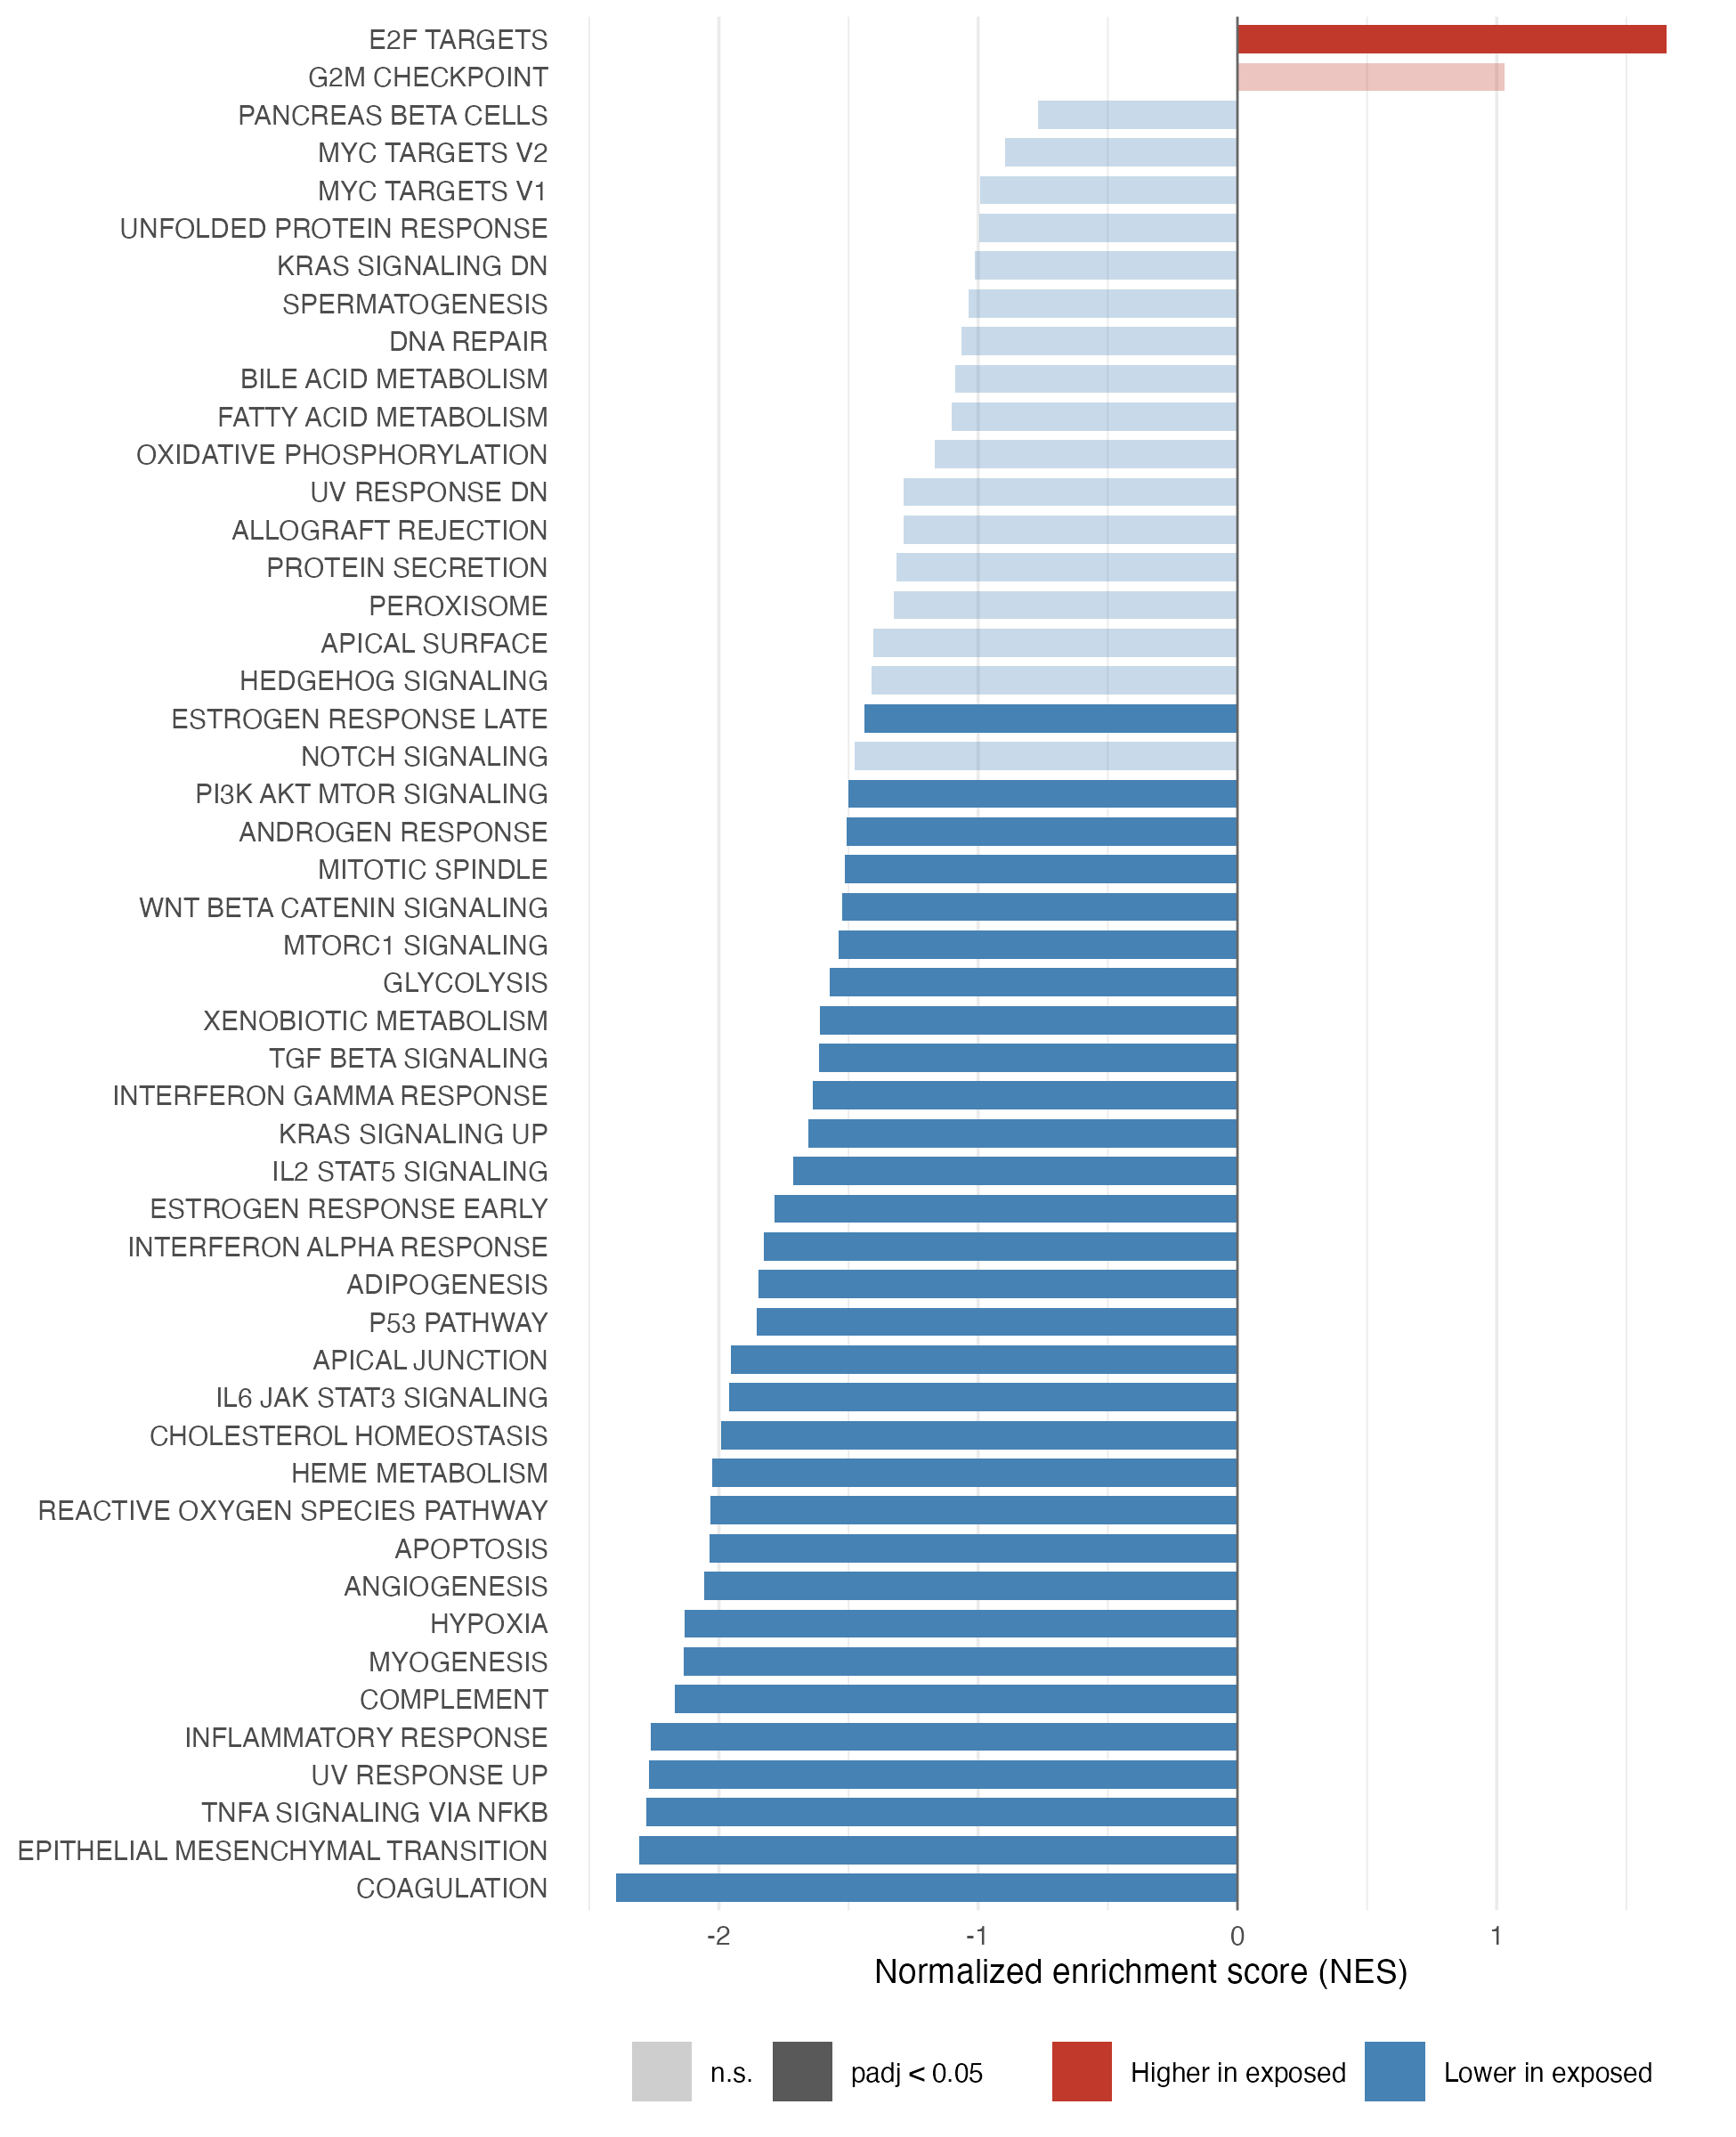 E2F TARGETS
G2M CHECKPOINT
PANCREAS BETA CELLS
MYC TARGETS V2
MYC TARGETS V1
UNFOLDED PROTEIN RESPONSE
KRAS SIGNALING DN
SPERMATOGENESIS
DNA REPAIR
BILE ACID METABOLISM
FATTY ACID METABOLISM
OXIDATIVE PHOSPHORYLATION
UV RESPONSE DN
ALLOGRAFT REJECTION
PROTEIN SECRETION
PEROXISOME
APICAL SURFACE
HEDGEHOG SIGNALING
ESTROGEN RESPONSE LATE
NOTCH SIGNALING
PI3K AKT MTOR SIGNALING
ANDROGEN RESPONSE
MITOTIC SPINDLE
WNT BETA CATENIN SIGNALING
MTORC1 SIGNALING
GLYCOLYSIS
XENOBIOTIC METABOLISM
TGF BETA SIGNALING
INTERFERON GAMMA RESPONSE
KRAS SIGNALING UP
IL2 STAT5 SIGNALING
ESTROGEN RESPONSE EARLY
INTERFERON ALPHA RESPONSE
ADIPOGENESIS
P53 PATHWAY
APICAL JUNCTION
IL6 JAK STAT3 SIGNALING
CHOLESTEROL HOMEOSTASIS
HEME METABOLISM
REACTIVE OXYGEN SPECIES PATHWAY
APOPTOSIS
ANGIOGENESIS
HYPOXIA
MYOGENESIS
COMPLEMENT
INFLAMMATORY RESPONSE
UV RESPONSE UP
TNFA SIGNALING VIA NFKB
EPITHELIAL MESENCHYMAL TRANSITION
COAGULATION
-2 -1 0 1
Normalized enrichment score (NES)
n.s. padj < 0.05 Higher in exposed Lower in exposed